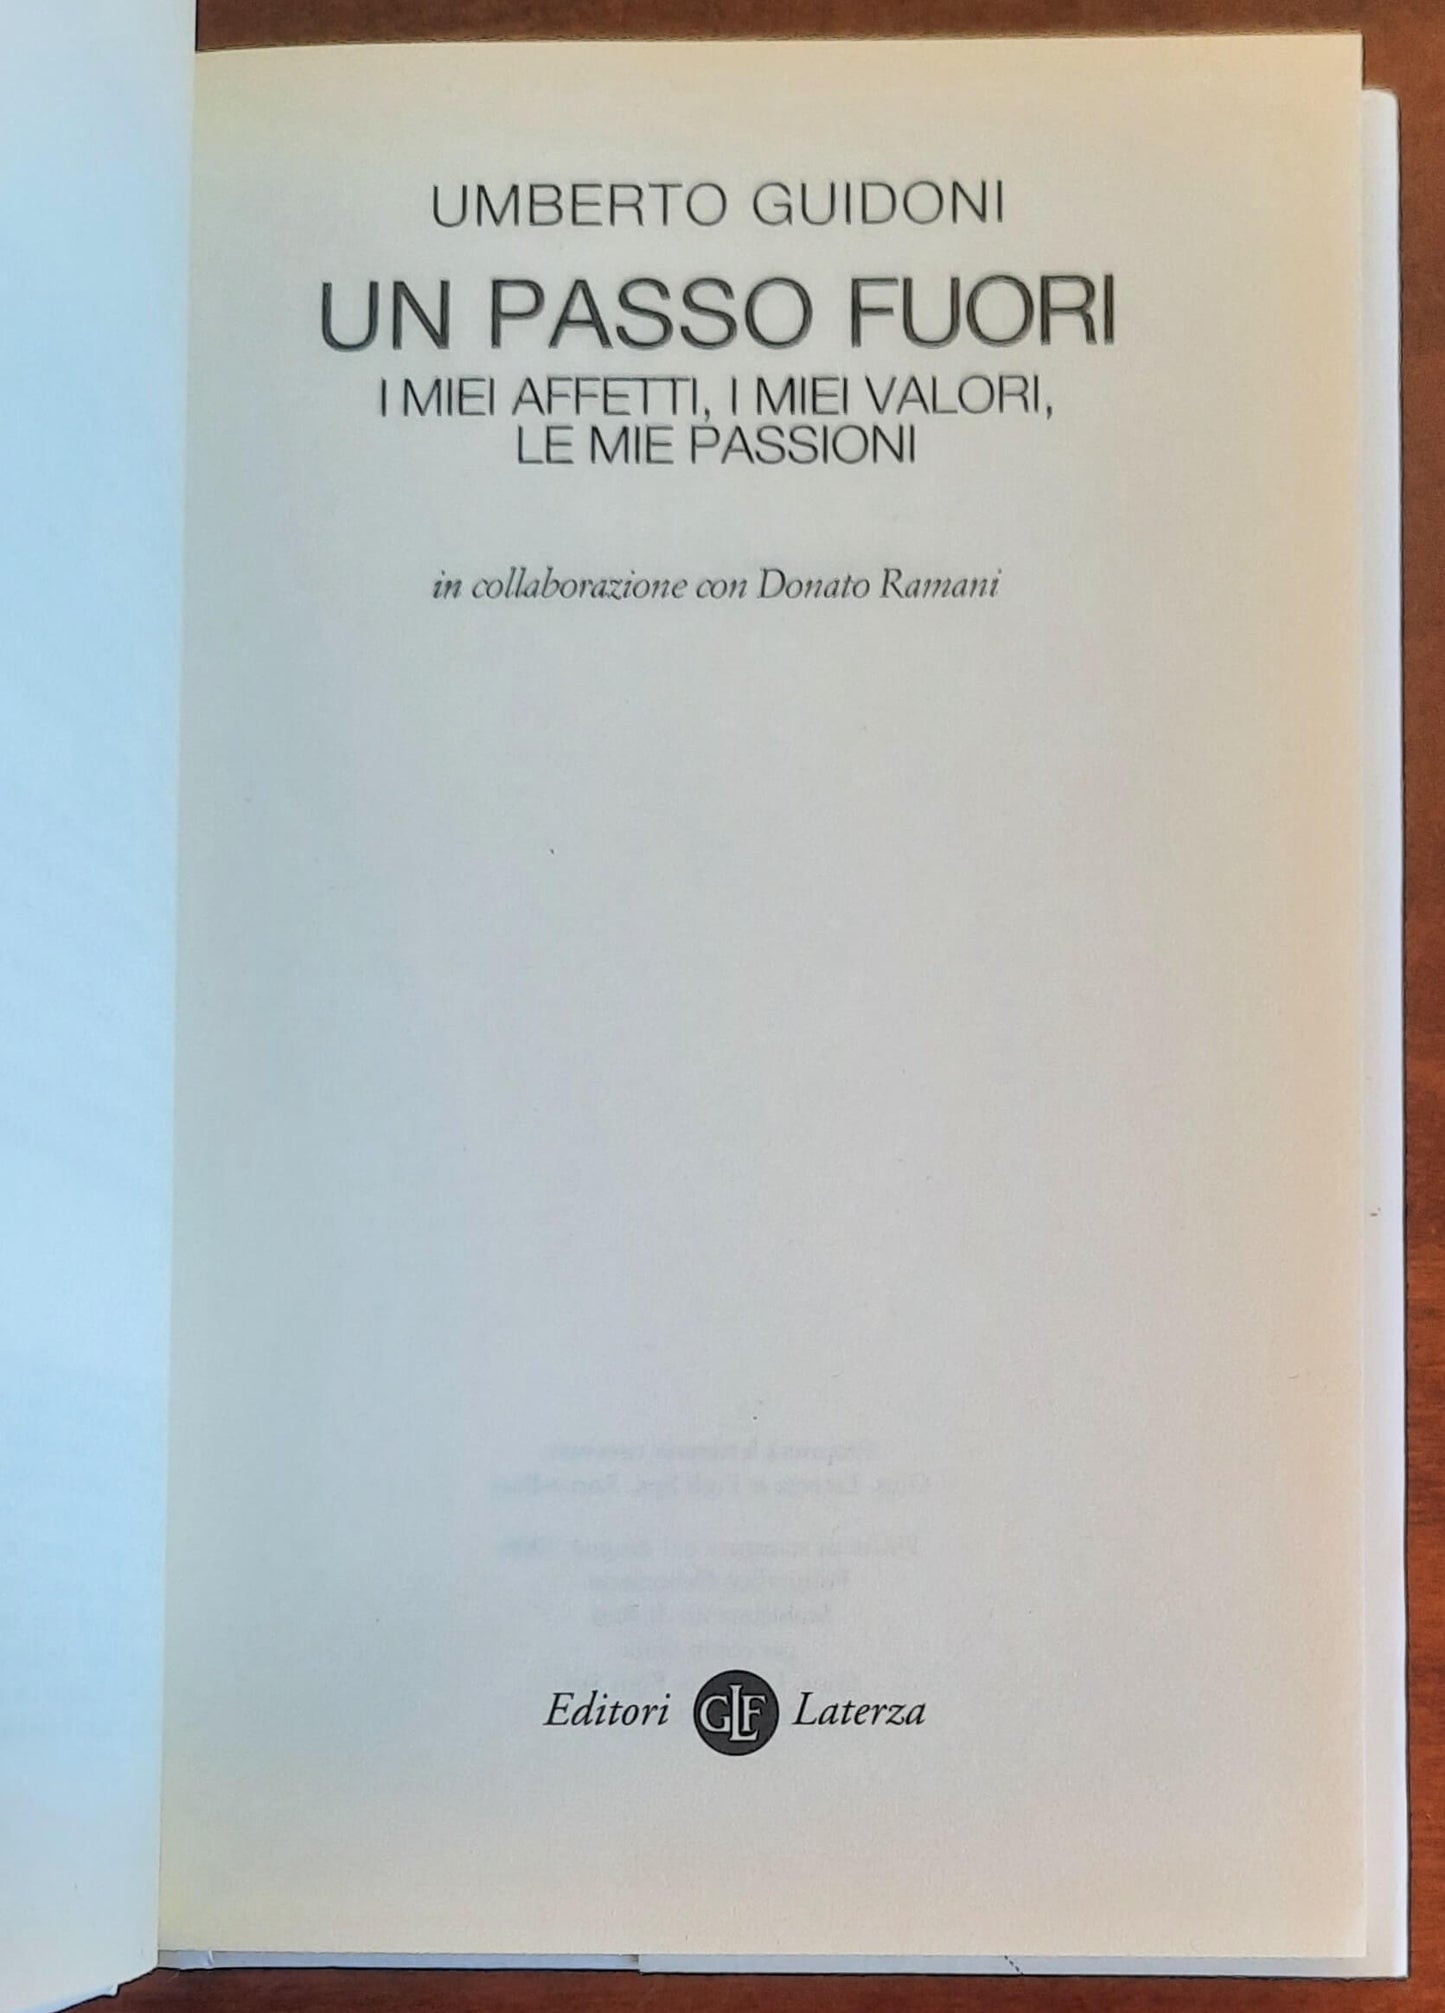 UMBERTO GUIDONI
UN PASSO FUORI
I MIEI AFFETTI, I MIEI VALORI,
LE MIE PASSIONI
in collaborazione con Donato Ramani
Editori GLF Laterza